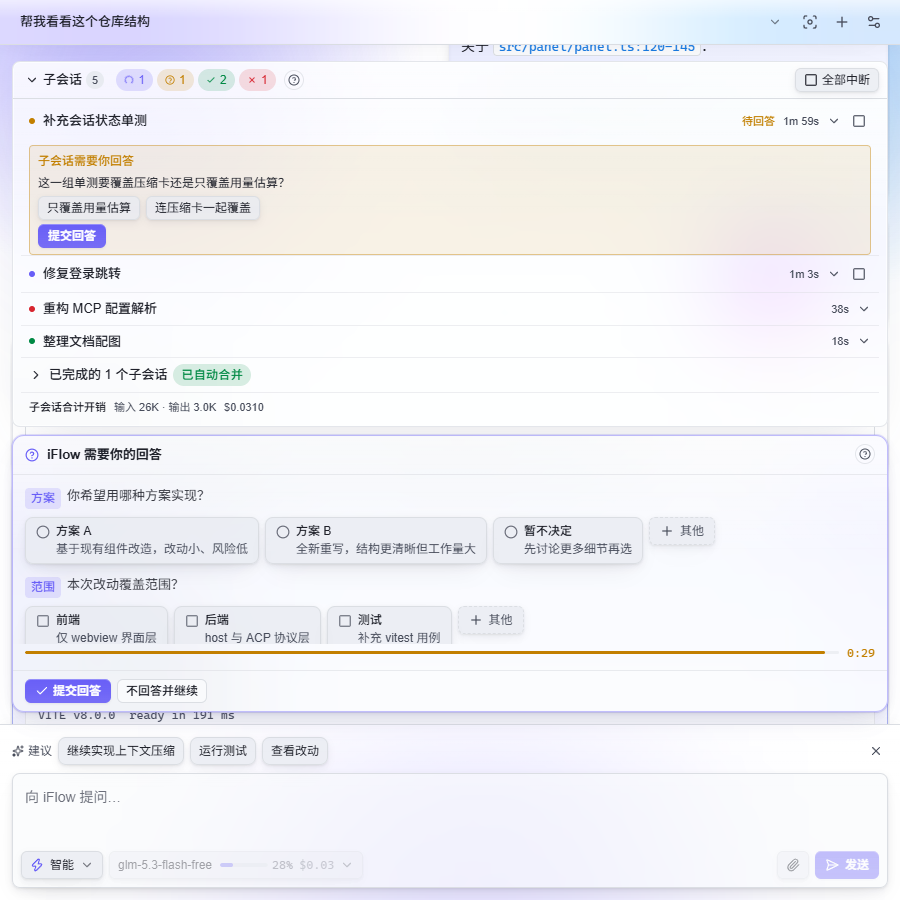 帮我看看这个仓库结构
关于 src/panel/panel.ts:120-145 .
子会话 5 1 1 2 1 全部中断
补充会话状态单测 待回答 1m 59s
子会话需要你回答
这一组单测要覆盖压缩卡还是只覆盖用量估算？
只覆盖用量估算 连压缩卡一起覆盖
提交回答
修复登录跳转 1m 3s
重构 MCP 配置解析 38s
整理文档配图 18s
已完成的 1 个子会话 已自动合并
子会话合计开销 输入 26K · 输出 3.0K $0.0310
iFlow 需要你的回答
方案 你希望用哪种方案实现？
方案 A 方案 B 暂不决定 其他
基于现有组件改造，改动小、风险低 全新重写，结构更清晰但工作量大 先讨论更多细节再选
范围 本次改动覆盖范围？
前端 后端 测试 其他
仅 webview 界面层 host 与 ACP 协议层 补充 vitest 用例
0:29
提交回答 不回答并继续
VITE v8.0.0 ready in 191 ms
建议 继续实现上下文压缩 运行测试 查看改动
向 iFlow 提问…
智能 glm-5.3-flash-free 28% $0.03 发送